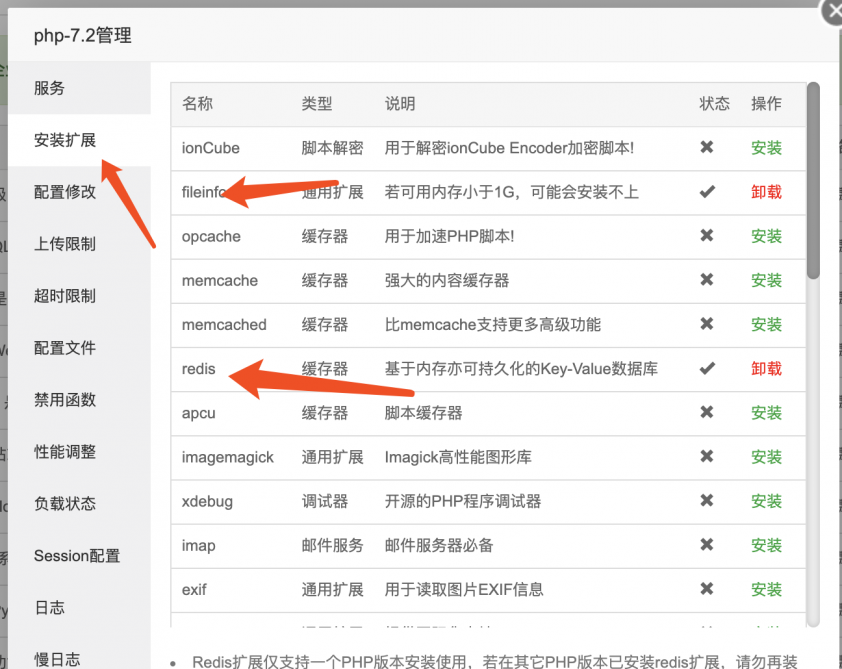 php-7.2管理
服务
安装扩展
配置修改
上传限制
超时限制
配置文件
禁用函数
性能调整
负载状态
Session配置
日志
慢日志
名称 类型 说明 状态 操作
ionCube 脚本解密 用于解密ionCube Encoder加密脚本! ✖ 安装
fileinfo 通用扩展 若可用内存小于1G，可能会安装不上 ✔ 卸载
opcache 缓存器 用于加速PHP脚本! ✖ 安装
memcache 缓存器 强大的内容缓存器 ✖ 安装
memcached 缓存器 比memcache支持更多高级功能 ✖ 安装
redis 缓存器 基于内存亦可持久化的Key-Value数据库 ✔ 卸载
apcu 缓存器 脚本缓存器 ✖ 安装
imagemagick 通用扩展 Imagick高性能图形库 ✖ 安装
xdebug 调试器 开源的PHP程序调试器 ✖ 安装
imap 邮件服务 邮件服务器必备 ✖ 安装
exif 通用扩展 用于读取图片EXIF信息 ✖ 安装
Redis扩展仅支持一个PHP版本安装使用，若在其它PHP版本已安装redis扩展，请勿再装